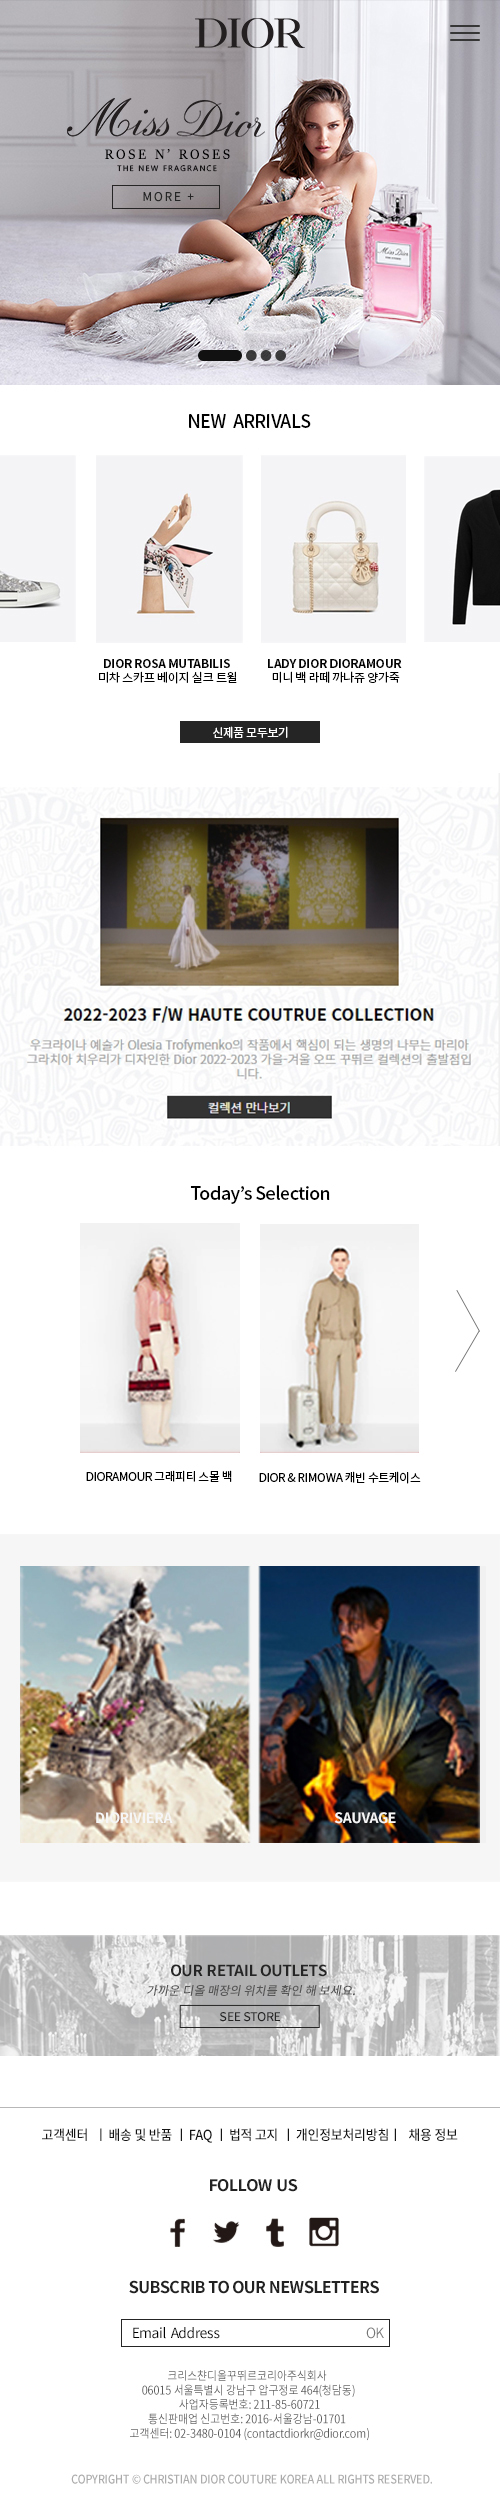 DIOR
Miss Dior
ROSE N' ROSES
THE NEW FRAGRANCE
MORE +
Miss Dior
NEW ARRIVALS
DIOR ROSA MUTABILIS
미차 스카프 베이지 실크 트윌
LADY DIOR DIORAMOUR
미니 백 라떼 까나쥬 양가죽
신제품 모두보기
2022-2023 F/W HAUTE COUTRUE COLLECTION
우크라이나 예술가 Olesia Trofymenko의 작품에서 핵심이 되는 생명의 나무는 마리아
그라치아 치우리가 디자인한 Dior 2022-2023 가을-겨울 오뜨 꾸뛰르 컬렉션의 출발점입
니다.
컬렉션 만나보기
Today's Selection
DIORAMOUR 그래피티 스몰 백
DIOR & RIMOWA 캐빈 수트케이스
DIORIVIERA
SAUVAGE
OUR RETAIL OUTLETS
가까운 디올 매장의 위치를 확인 해 보세요.
SEE STORE
고객센터 | 배송 및 반품 | FAQ | 법적 고지 | 개인정보처리방침 | 채용 정보
FOLLOW US
SUBSCRIB TO OUR NEWSLETTERS
Email Address OK
크리스챤디올꾸뛰르코리아주식회사
06015 서울특별시 강남구 압구정로 464(청담동)
사업자등록번호: 211-85-60721
통신판매업 신고번호: 2016-서울강남-01701
고객센터: 02-3480-0104 (contactdiorkr@dior.com)
COPYRIGHT © CHRISTIAN DIOR COUTURE KOREA ALL RIGHTS RESERVED.